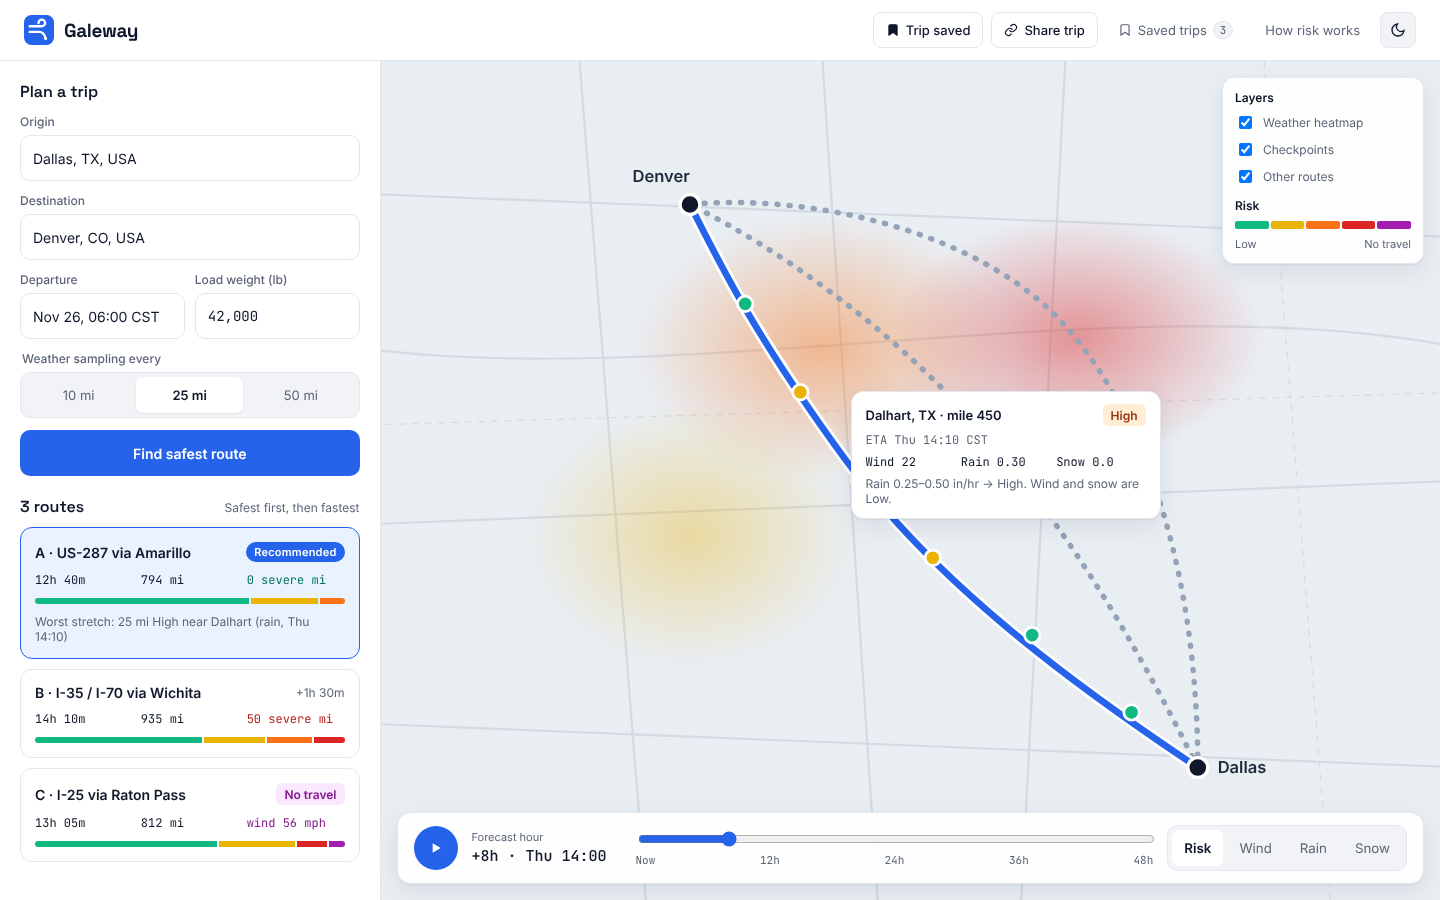 Galeway
Trip saved
Share trip
Saved trips 3
How risk works
Plan a trip
Origin
Dallas, TX, USA
Destination
Denver, CO, USA
Departure
Load weight (lb)
Nov 26, 06:00 CST
42,000
Weather sampling every
10 mi
25 mi
50 mi
Find safest route
3 routes
Safest first, then fastest
A · US-287 via Amarillo
Recommended
12h 40m
794 mi
0 severe mi
Worst stretch: 25 mi High near Dalhart (rain, Thu
14:10)
B · I-35 / I-70 via Wichita
+1h 30m
14h 10m
935 mi
50 severe mi
C · I-25 via Raton Pass
No travel
13h 05m
812 mi
wind 56 mph
Denver
Dallas
Layers
Weather heatmap
Checkpoints
Other routes
Risk
Low
No travel
Dalhart, TX · mile 450
High
ETA Thu 14:10 CST
Wind 22
Rain 0.30
Snow 0.0
Rain 0.25–0.50 in/hr → High. Wind and snow are
Low.
Forecast hour
+8h · Thu 14:00
Now
12h
24h
36h
48h
Risk
Wind
Rain
Snow